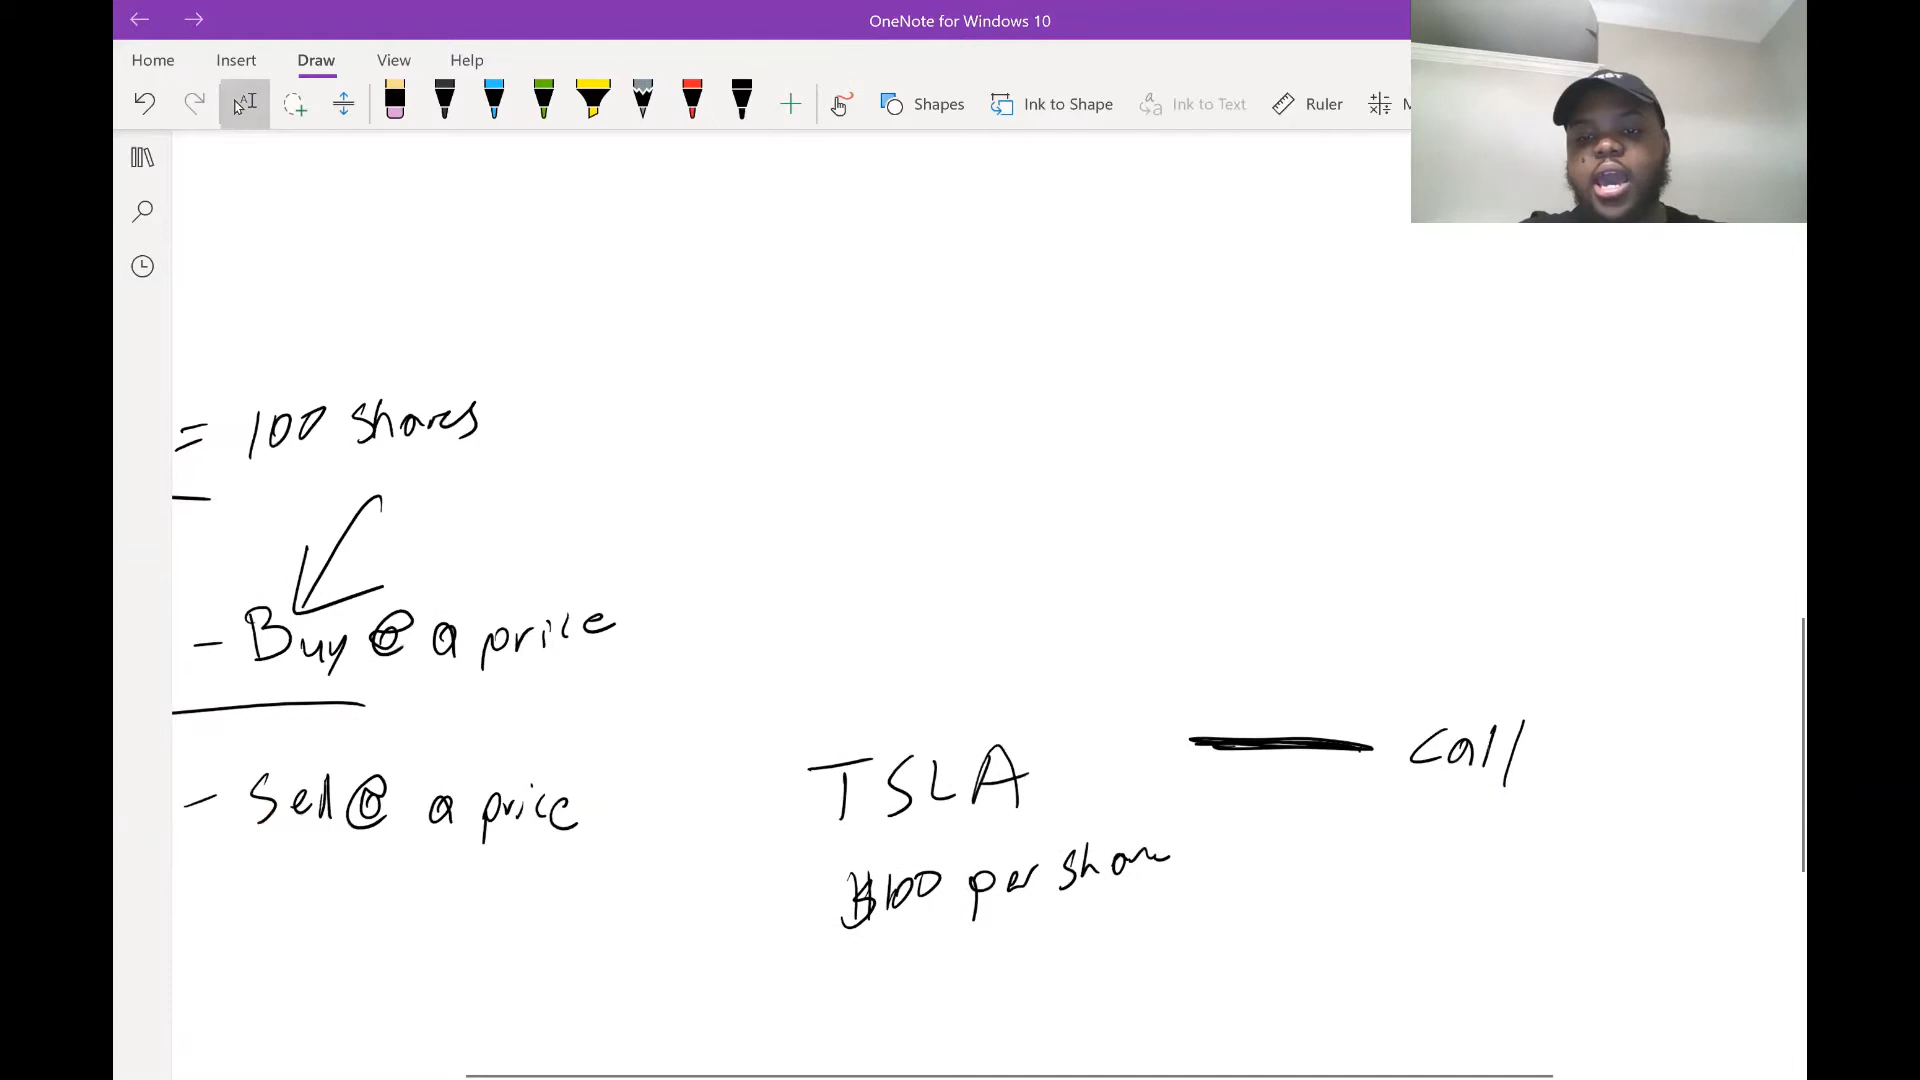 OneNote for Windows 10
Home Insert Draw View Help
Shapes Ink to Shape Ink to Text Ruler M
= 100 shares
- Buy @ a price
- Sell @ a price
TSLA
call
$100 per share